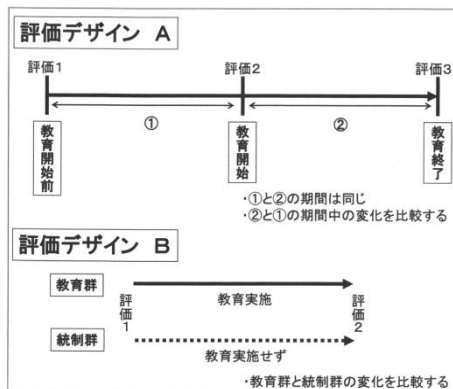 評価デザイン A
評価1
評価2
評価3
①
②
教育開始前
教育開始
教育終了
・①と②の期間は同じ
・②と①の期間中の変化を比較する
評価デザイン B
教育群
教育実施
評価1
評価2
統制群
教育実施せず
・教育群と統制群の変化を比較する